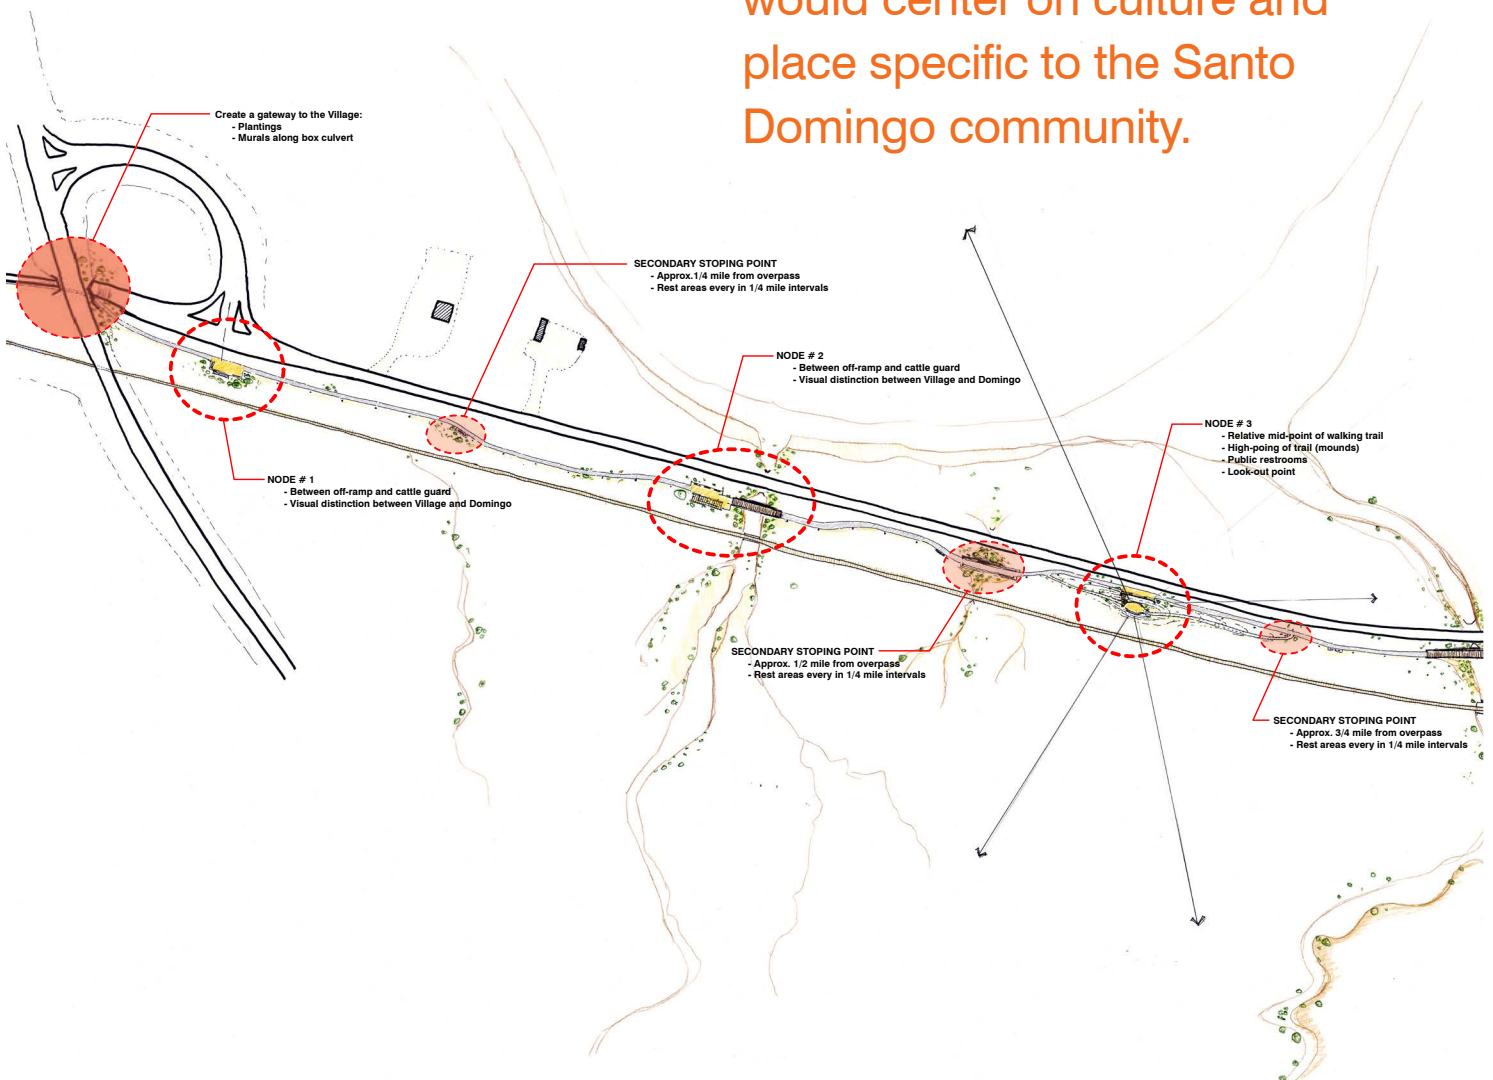 would center on culture and
place specific to the Santo
Domingo community.
Create a gateway to the Village:
- Plantings
- Murals along box culvert
SECONDARY STOPING POINT
- Approx.1/4 mile from overpass
- Rest areas every in 1/4 mile intervals
NODE # 2
- Between off-ramp and cattle guard
- Visual distinction between Village and Domingo
NODE # 3
- Relative mid-point of walking trail
- High-poing of trail (mounds)
- Public restrooms
- Look-out point
NODE # 1
- Between off-ramp and cattle guard
- Visual distinction between Village and Domingo
SECONDARY STOPING POINT
- Approx. 1/2 mile from overpass
- Rest areas every in 1/4 mile intervals
SECONDARY STOPING POINT
- Approx. 3/4 mile from overpass
- Rest areas every in 1/4 mile intervals